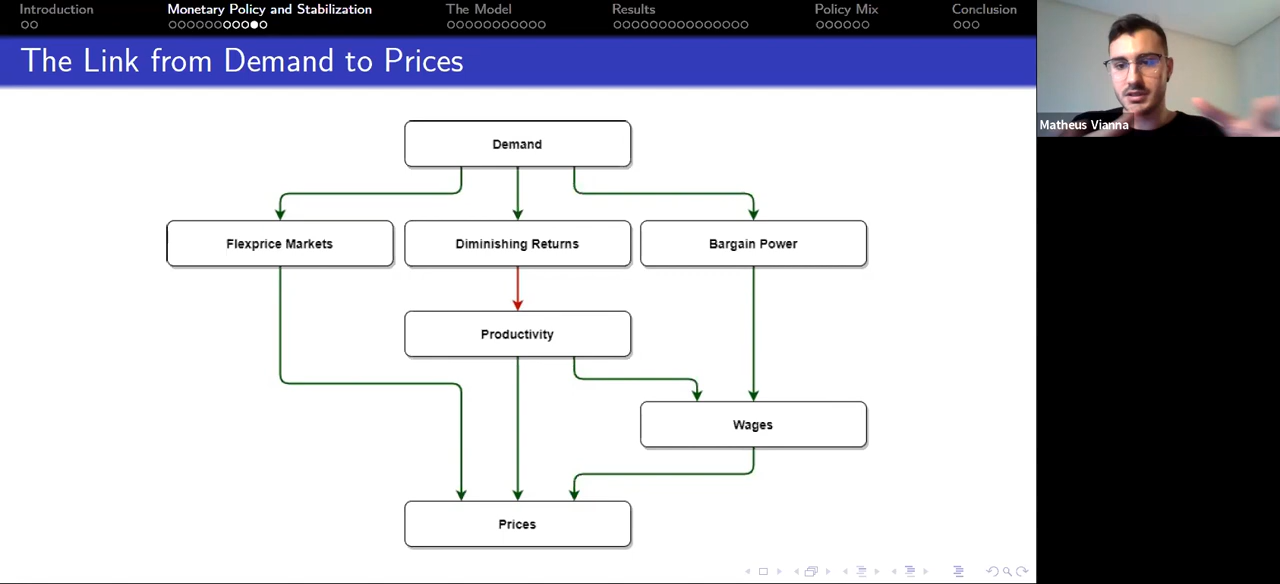 Introduction
Monetary Policy and Stabilization
The Model
Results
Policy Mix
Conclusion
The Link from Demand to Prices
Matheus Vianna
Demand
Flexprice Markets
Diminishing Returns
Bargain Power
Productivity
Wages
Prices